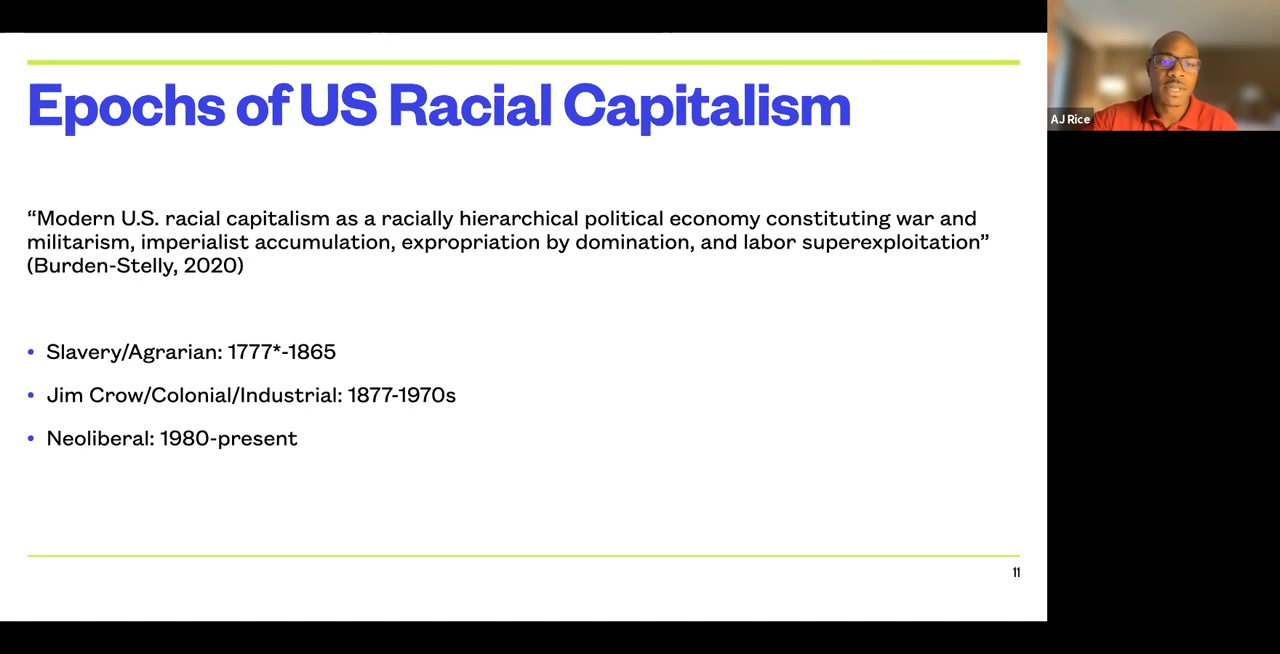 Epochs of US Racial Capitalism
“Modern U.S. racial capitalism as a racially hierarchical political economy constituting war and
militarism, imperialist accumulation, expropriation by domination, and labor superexploitation”
(Burden-Stelly, 2020)
• Slavery/Agrarian: 1777*-1865
• Jim Crow/Colonial/Industrial: 1877-1970s
• Neoliberal: 1980-present
11
AJ Rice